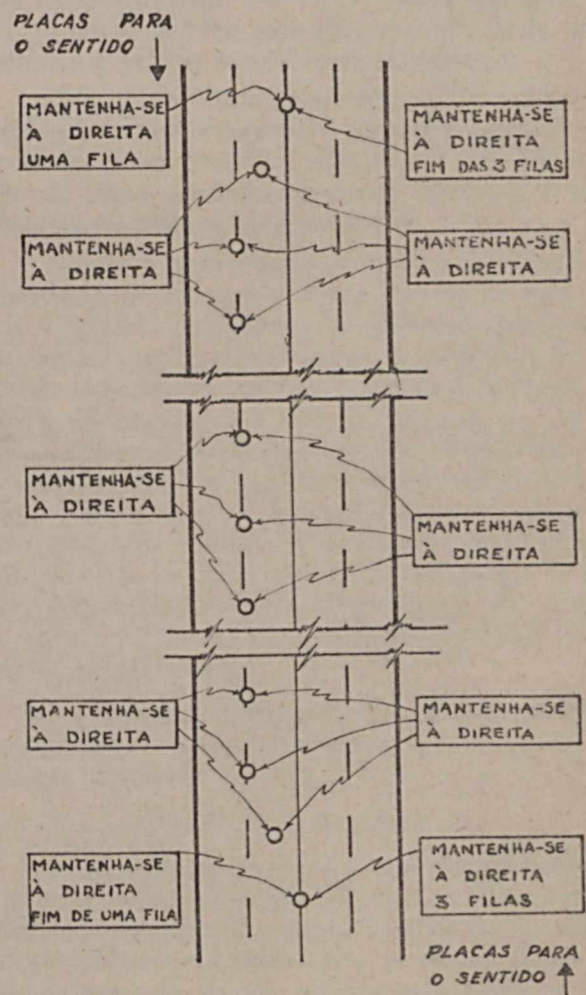 PLACAS PARA
O SENTIDO
MANTENHA-SE
À DIREITA
UMA FILA
MANTENHA-SE
À DIREITA
FIM DAS 3 FILAS
MANTENHA-SE
À DIREITA
MANTENHA-SE
À DIREITA
MANTENHA-SE
À DIREITA
MANTENHA-SE
À DIREITA
MANTENHA-SE
À DIREITA
MANTENHA-SE
À DIREITA
MANTENHA-SE
À DIREITA
FIM DE UMA FILA
MANTENHA-SE
À DIREITA
3 FILAS
PLACAS PARA
O SENTIDO